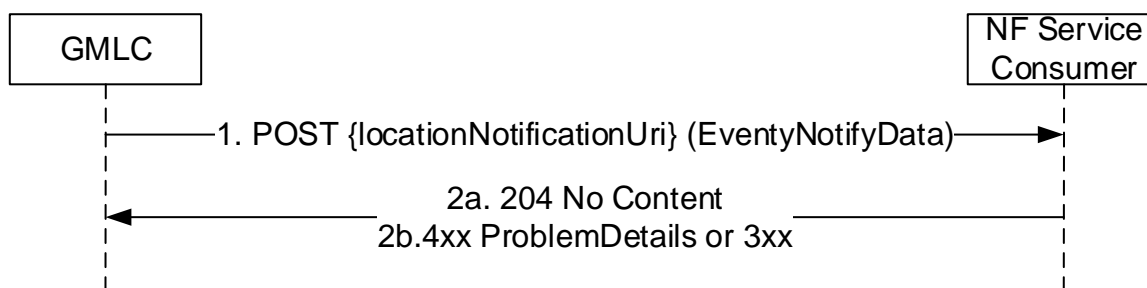 GMLC
NF Service
Consumer
1. POST {locationNotificationUri} (EventyNotifyData)
2a. 204 No Content
2b.4xx ProblemDetails or 3xx